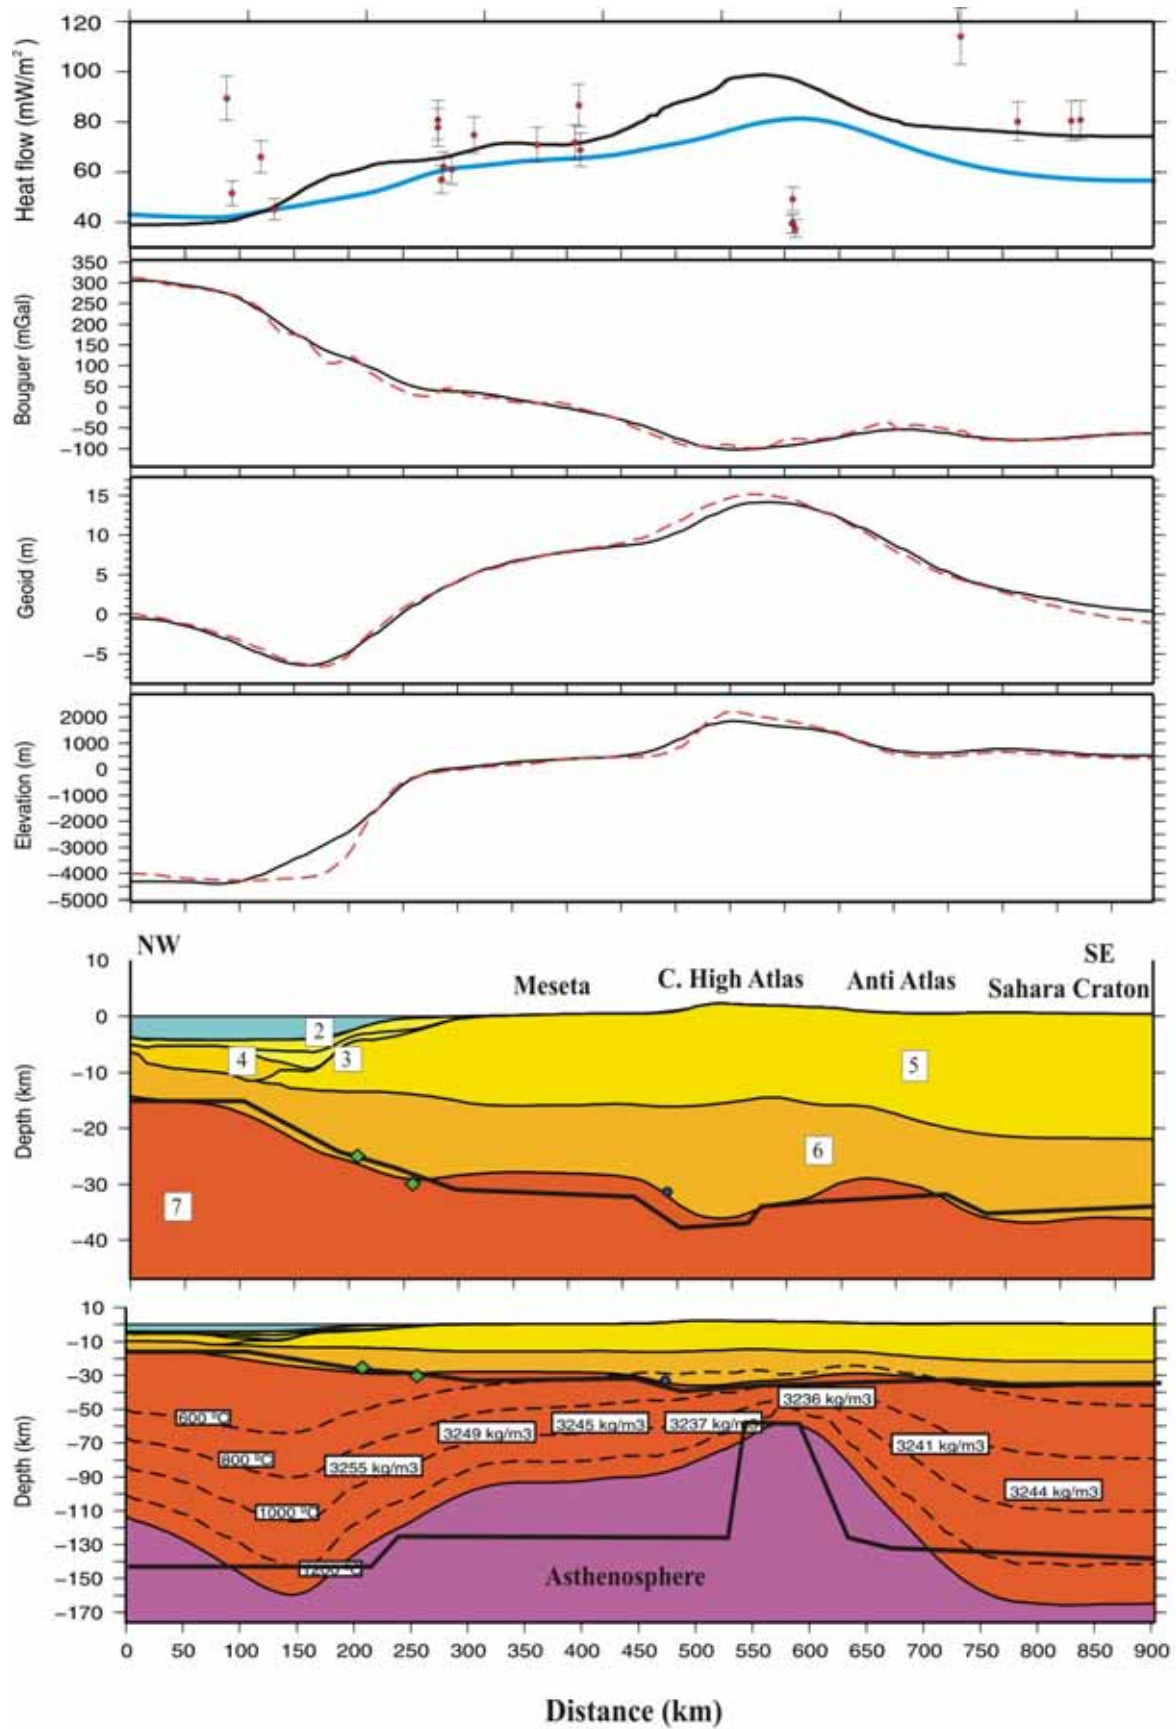 120
100
80
60
40
Heat flow (mW/m²)
350
300
250
200
150
100
50
0
−50
−100
Bouguer (mGal)
15
10
5
0
−5
Geoid (m)
2000
1000
0
−1000
−2000
−3000
−4000
−5000
Elevation (m)
NW
SE
Meseta
C. High Atlas
Anti Atlas
Sahara Craton
10
0
−10
−20
−30
−40
Depth (km)
2
3
4
5
6
7
10
−10
−30
−50
−70
−90
−110
−130
−150
−170
Depth (km)
600 ºC
800 ºC
1000 ºC
1200 ºC
3255 kg/m3
3249 kg/m3
3245 kg/m3
3237 kg/m3
3236 kg/m3
3241 kg/m3
3244 kg/m3
Asthenosphere
0 50 100 150 200 250 300 350 400 450 500 550 600 650 700 750 800 850 900
Distance (km)